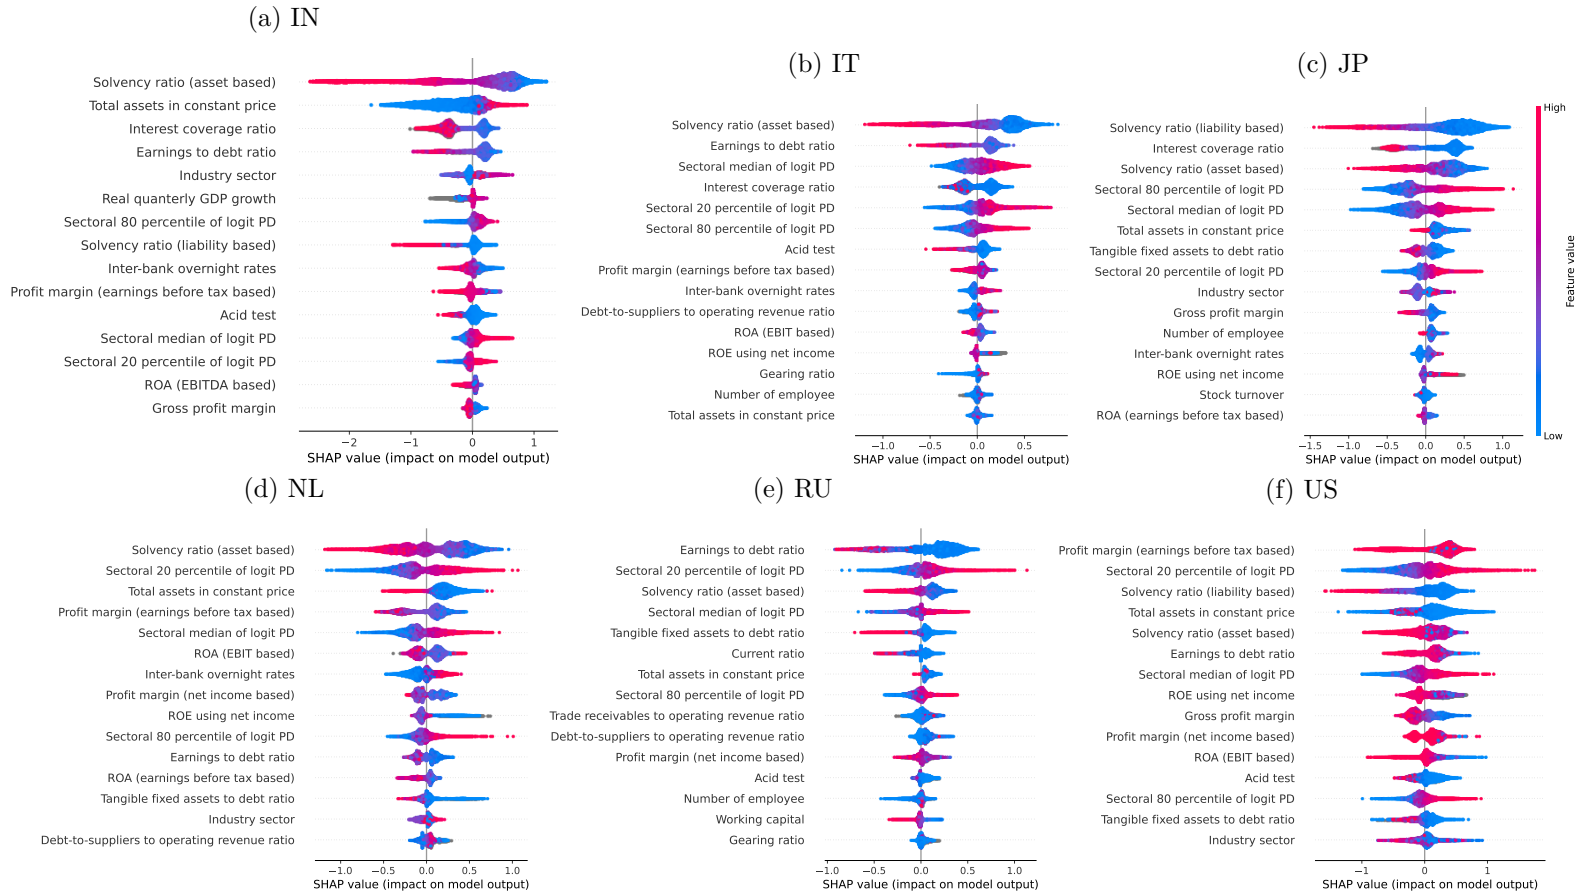 (a) IN
Solvency ratio (asset based)
Total assets in constant price
Interest coverage ratio
Earnings to debt ratio
Industry sector
Real quanterly GDP growth
Sectoral 80 percentile of logit PD
Solvency ratio (liability based)
Inter-bank overnight rates
Profit margin (earnings before tax based)
Acid test
Sectoral median of logit PD
Sectoral 20 percentile of logit PD
ROA (EBITDA based)
Gross profit margin
−2 −1 0 1
SHAP value (impact on model output)
(b) IT
Solvency ratio (asset based)
Earnings to debt ratio
Sectoral median of logit PD
Interest coverage ratio
Sectoral 20 percentile of logit PD
Sectoral 80 percentile of logit PD
Acid test
Profit margin (earnings before tax based)
Inter-bank overnight rates
Debt-to-suppliers to operating revenue ratio
ROA (EBIT based)
ROE using net income
Gearing ratio
Number of employee
Total assets in constant price
−1.0 −0.5 0.0 0.5
SHAP value (impact on model output)
(c) JP
Solvency ratio (liability based)
Interest coverage ratio
Solvency ratio (asset based)
Sectoral 80 percentile of logit PD
Sectoral median of logit PD
Total assets in constant price
Tangible fixed assets to debt ratio
Sectoral 20 percentile of logit PD
Industry sector
Gross profit margin
Number of employee
Inter-bank overnight rates
ROE using net income
Stock turnover
ROA (earnings before tax based)
−1.5 −1.0 −0.5 0.0 0.5 1.0
SHAP value (impact on model output)
High
Feature value
Low
(d) NL
Solvency ratio (asset based)
Sectoral 20 percentile of logit PD
Total assets in constant price
Profit margin (earnings before tax based)
Sectoral median of logit PD
ROA (EBIT based)
Inter-bank overnight rates
Profit margin (net income based)
ROE using net income
Sectoral 80 percentile of logit PD
Earnings to debt ratio
ROA (earnings before tax based)
Tangible fixed assets to debt ratio
Industry sector
Debt-to-suppliers to operating revenue ratio
−1.0 −0.5 0.0 0.5 1.0
SHAP value (impact on model output)
(e) RU
Earnings to debt ratio
Sectoral 20 percentile of logit PD
Solvency ratio (asset based)
Sectoral median of logit PD
Tangible fixed assets to debt ratio
Current ratio
Total assets in constant price
Sectoral 80 percentile of logit PD
Trade receivables to operating revenue ratio
Debt-to-suppliers to operating revenue ratio
Profit margin (net income based)
Acid test
Number of employee
Working capital
Gearing ratio
−1.0 −0.5 0.0 0.5 1.0
SHAP value (impact on model output)
(f) US
Profit margin (earnings before tax based)
Sectoral 20 percentile of logit PD
Solvency ratio (liability based)
Total assets in constant price
Solvency ratio (asset based)
Earnings to debt ratio
Sectoral median of logit PD
ROE using net income
Gross profit margin
Profit margin (net income based)
ROA (EBIT based)
Acid test
Sectoral 80 percentile of logit PD
Tangible fixed assets to debt ratio
Industry sector
−1 0 1
SHAP value (impact on model output)